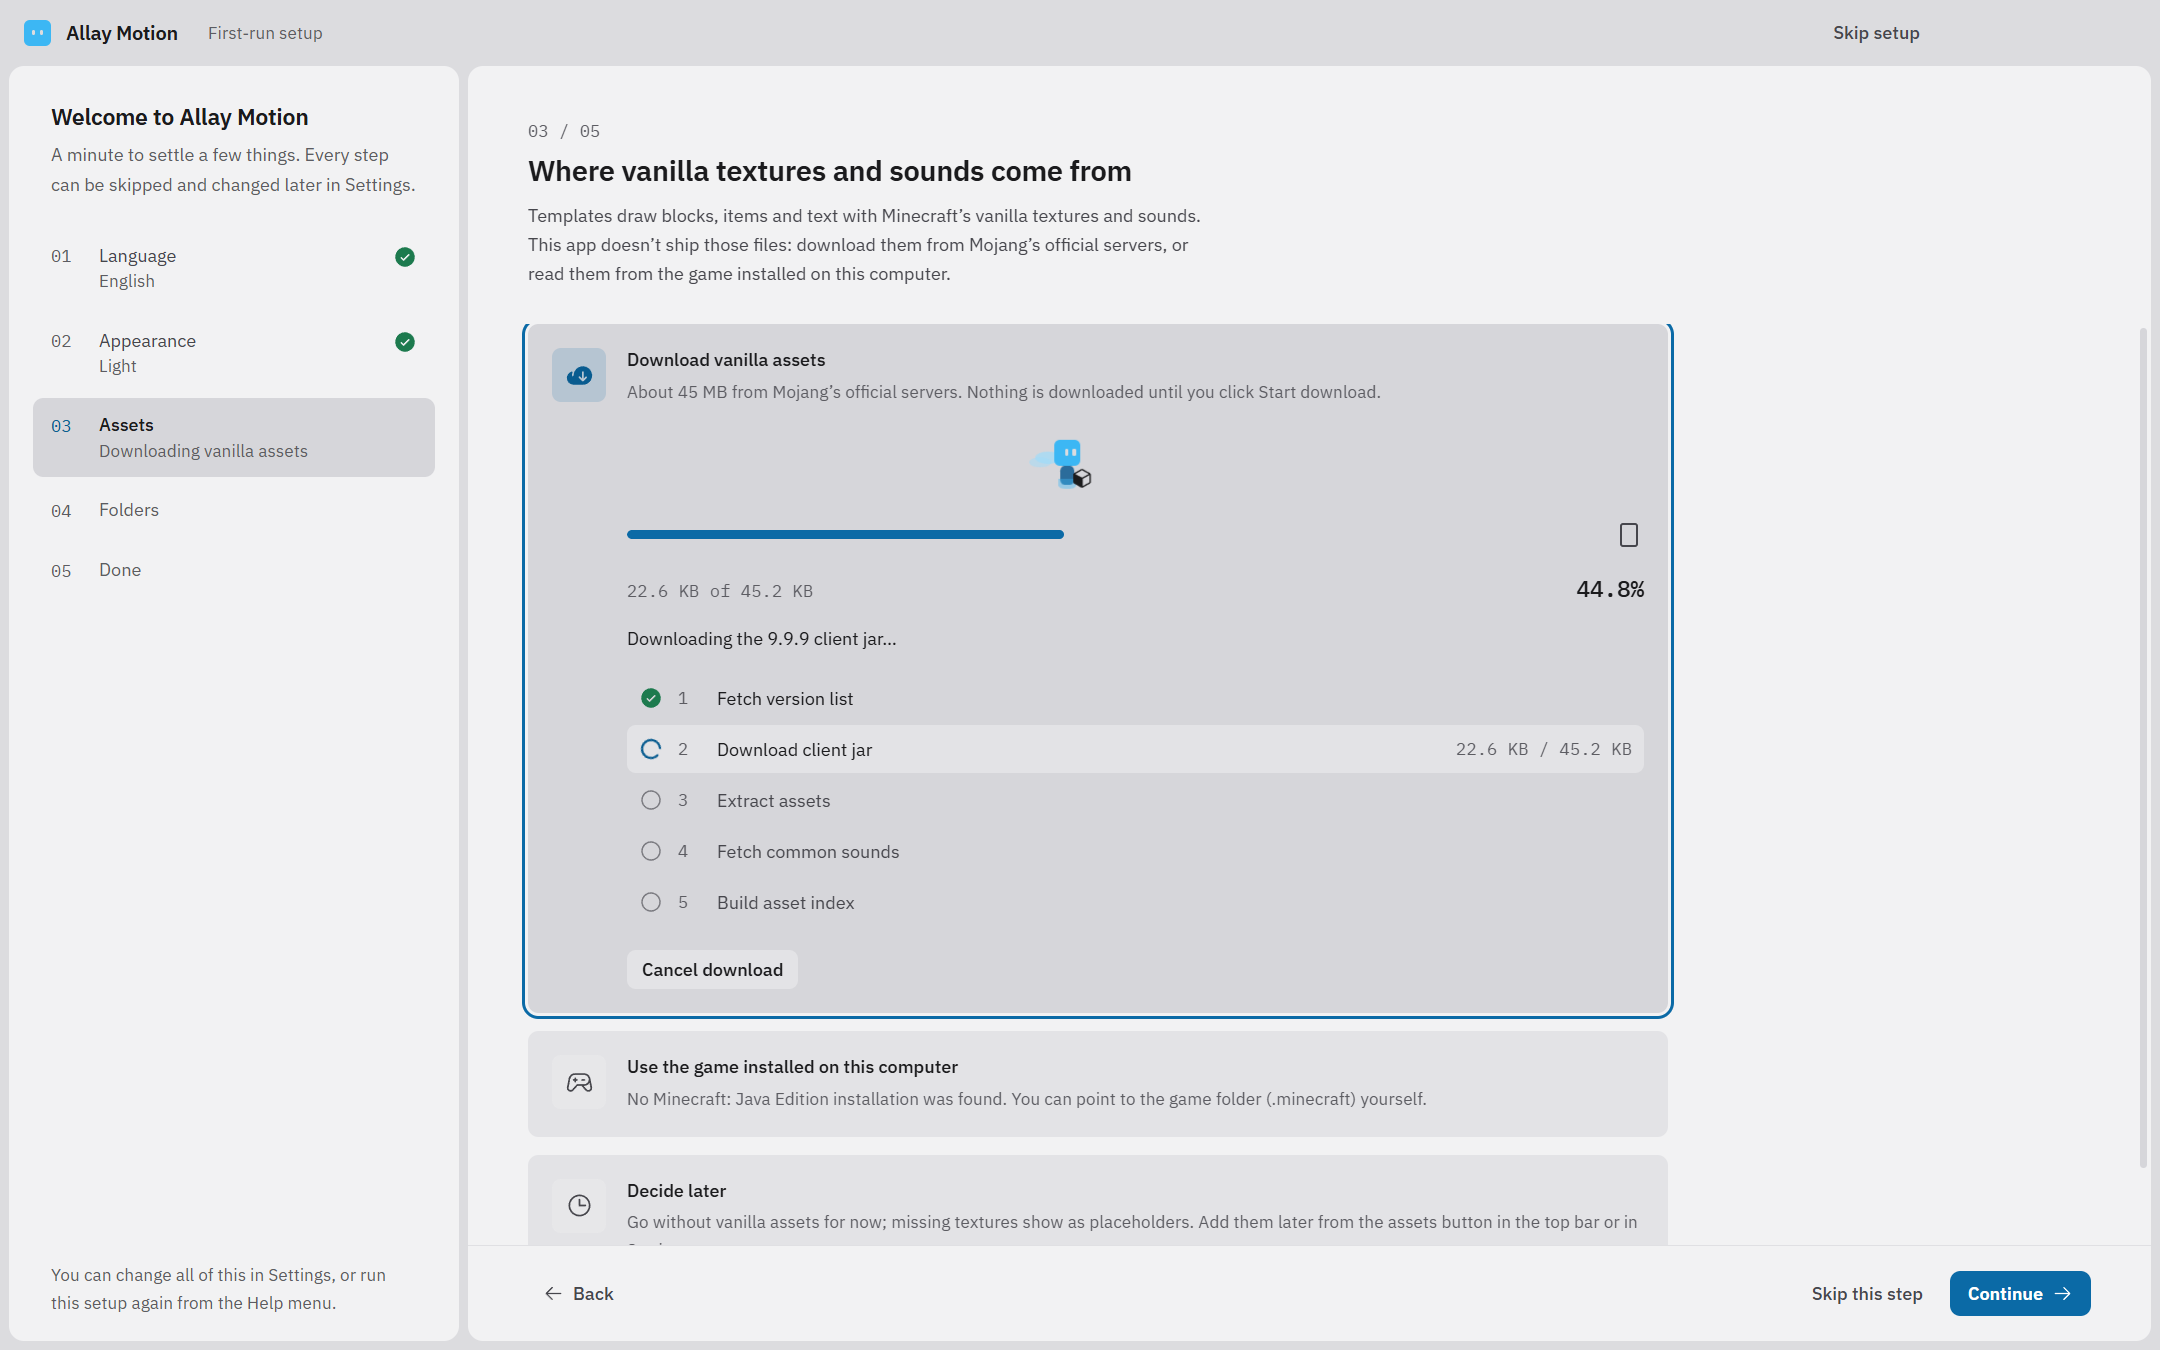 Allay Motion
First-run setup
Skip setup
Welcome to Allay Motion
A minute to settle a few things. Every step
can be skipped and changed later in Settings.
01 Language
English
02 Appearance
Light
03 Assets
Downloading vanilla assets
04 Folders
05 Done
You can change all of this in Settings, or run
this setup again from the Help menu.
03 / 05
Where vanilla textures and sounds come from
Templates draw blocks, items and text with Minecraft’s vanilla textures and sounds.
This app doesn’t ship those files: download them from Mojang’s official servers, or
read them from the game installed on this computer.
Download vanilla assets
About 45 MB from Mojang’s official servers. Nothing is downloaded until you click Start download.
22.6 KB of 45.2 KB
44.8%
Downloading the 9.9.9 client jar…
1 Fetch version list
2 Download client jar 22.6 KB / 45.2 KB
3 Extract assets
4 Fetch common sounds
5 Build asset index
Cancel download
Use the game installed on this computer
No Minecraft: Java Edition installation was found. You can point to the game folder (.minecraft) yourself.
Decide later
Go without vanilla assets for now; missing textures show as placeholders. Add them later from the assets button in the top bar or in
Back
Skip this step
Continue